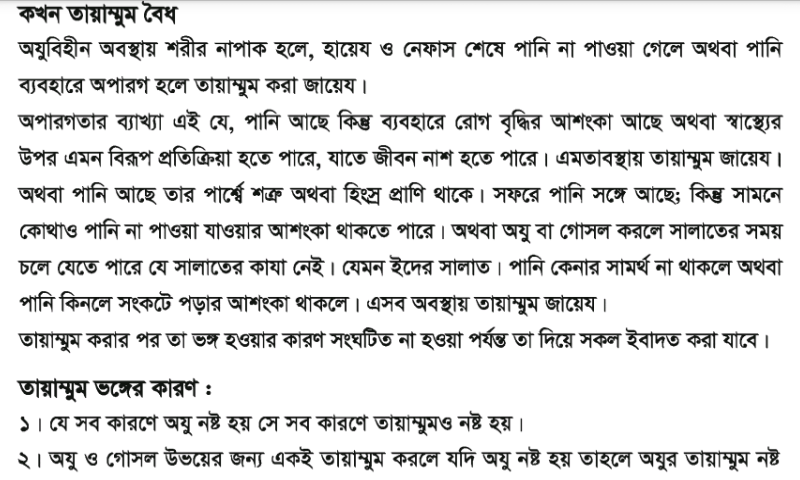 কখন তায়াম্মুম বৈধ
অযুবিহীন অবস্থায় শরীর নাপাক হলে, হায়েয ও নেফাস শেষে পানি না পাওয়া গেলে অথবা পানি
ব্যবহারে অপারগ হলে তায়াম্মুম করা জায়েয।
অপারগতার ব্যাখ্যা এই যে, পানি আছে কিন্তু ব্যবহারে রোগ বৃদ্ধির আশংকা আছে অথবা স্বাস্থ্যের
উপর এমন বিরূপ প্রতিক্রিয়া হতে পারে, যাতে জীবন নাশ হতে পারে। এমতাবস্থায় তায়াম্মুম জায়েয।
অথবা পানি আছে তার পার্শ্বে শত্রু অথবা হিংস্র প্রাণি থাকে। সফরে পানি সঙ্গে আছে; কিন্তু সামনে
কোথাও পানি না পাওয়া যাওয়ার আশংকা থাকতে পারে। অথবা অযু বা গোসল করলে সালাতের সময়
চলে যেতে পারে যে সালাতের কাযা নেই। যেমন ইদের সালাত। পানি কেনার সামর্থ না থাকলে অথবা
পানি কিনলে সংকটে পড়ার আশংকা থাকলে। এসব অবস্থায় তায়াম্মুম জায়েয।
তায়াম্মুম করার পর তা ভঙ্গ হওয়ার কারণ সংঘটিত না হওয়া পর্যন্ত তা দিয়ে সকল ইবাদত করা যাবে।
তায়াম্মুম ভঙ্গের কারণ :
১। যে সব কারণে অযু নষ্ট হয় সে সব কারণে তায়াম্মুমও নষ্ট হয়।
২। অযু ও গোসল উভয়ের জন্য একই তায়াম্মুম করলে যদি অযু নষ্ট হয় তাহলে অযুর তায়াম্মুম নষ্ট